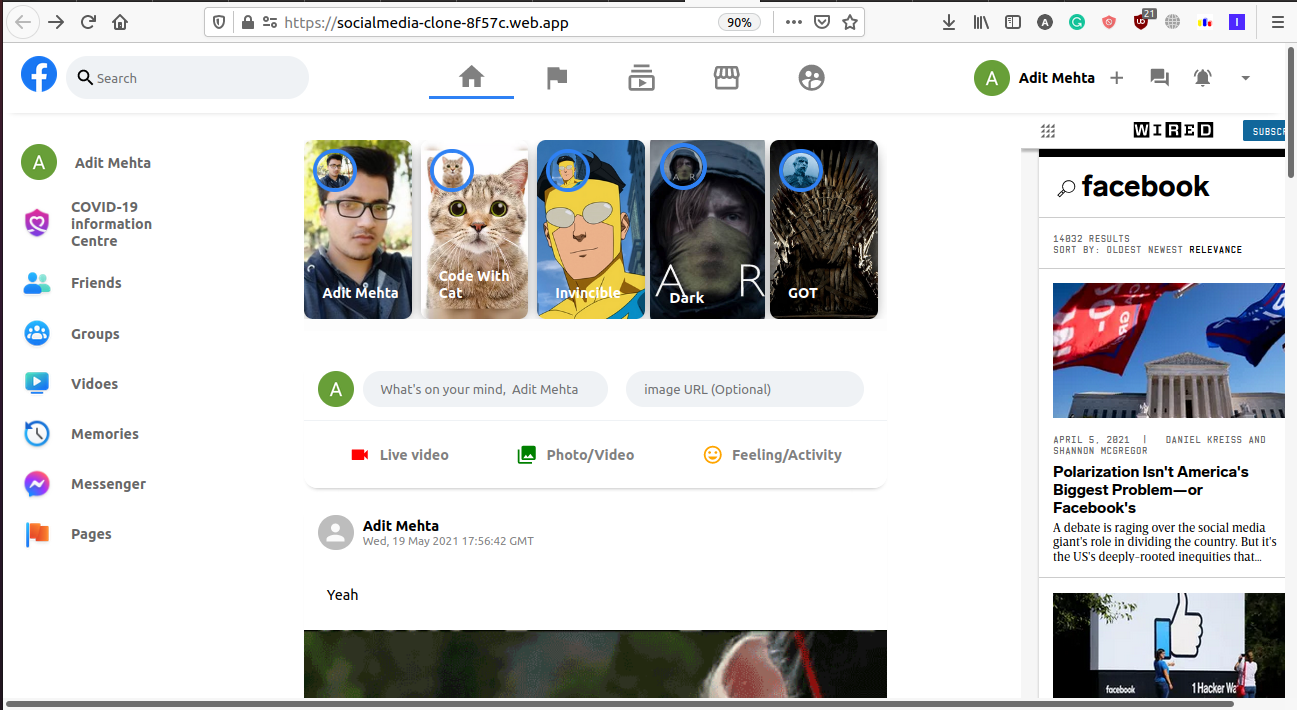 https://socialmedia-clone-8f57c.web.app
90%
A
21
Search
A
Adit Mehta
A
Adit Mehta
COVID-19
information
Centre
Friends
Groups
Vidoes
Memories
Messenger
Pages
Adit Mehta
Code With
Cat
Invincible
A R
Dark
GOT
A
What's on your mind, Adit Mehta
image URL (Optional)
Live video
Photo/Video
Feeling/Activity
Adit Mehta
Wed, 19 May 2021 17:56:42 GMT
Yeah
WIRED
SUBSCR
facebook
14032 RESULTS
SORT BY: OLDEST NEWEST RELEVANCE
APRIL 5, 2021 | DANIEL KREISS AND
SHANNON MCGREGOR
Polarization Isn't America's
Biggest Problem—or
Facebook's
A debate is raging over the social media
giant's role in dividing the country. But it's
the US's deeply-rooted inequities that…
facebook
1 Hacker Wa